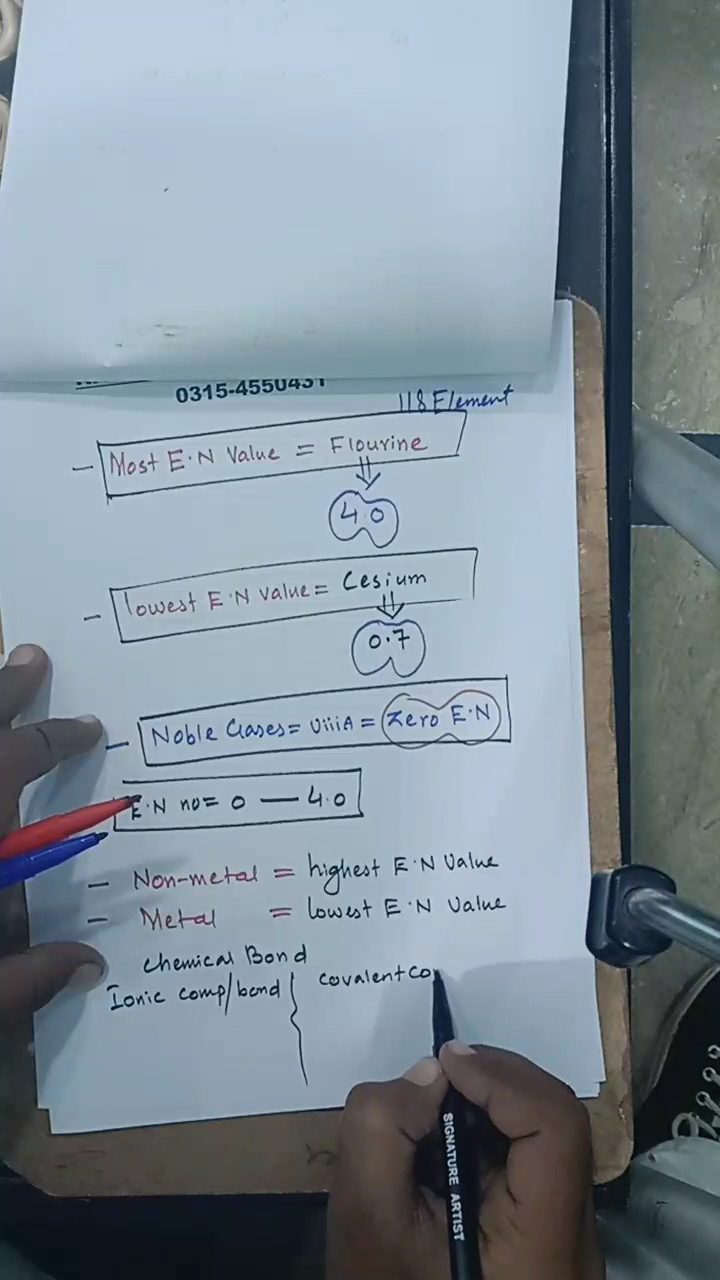 0315-4550431
118 Element
- Most E.N Value = Flourine
4.0
- lowest E.N value = Cesium
0.7
- Noble Gases = viiiA = Zero E.N
E.N no = 0 — 4.0
- Non-metal = highest E.N Value
- Metal = lowest E.N Value
Chemical Bond
Ionic comp/bond { covalent co
SIGNATURE ARTIST